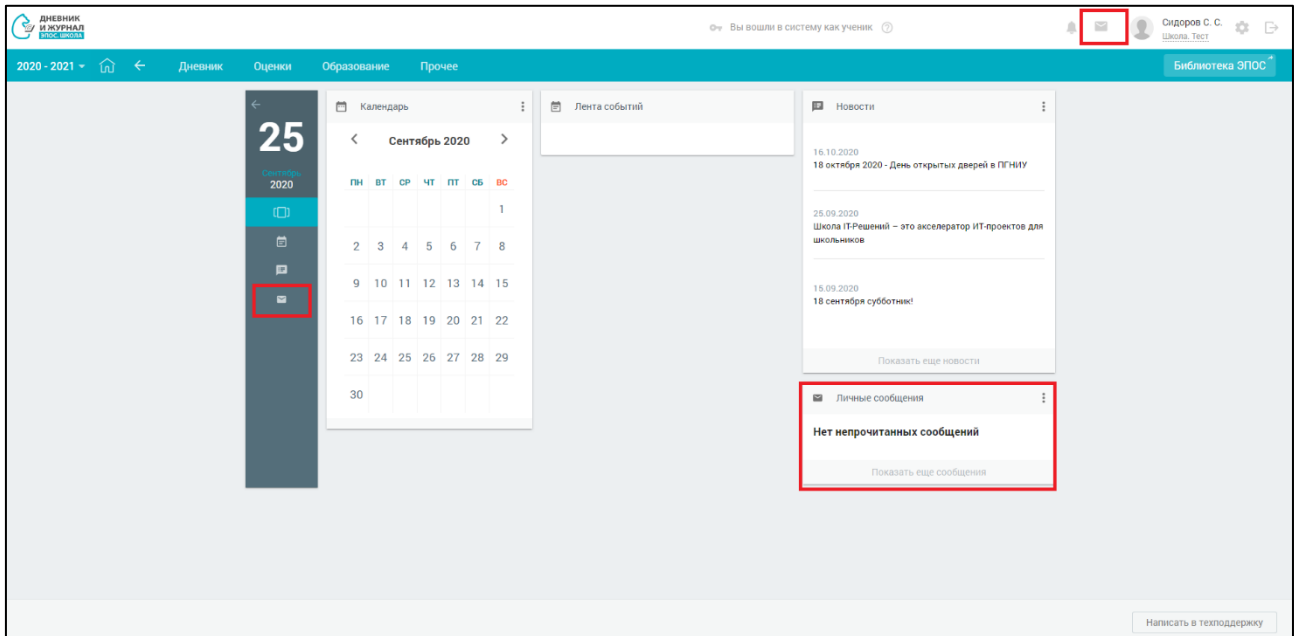 ДНЕВНИК
И ЖУРНАЛ
ЭПОС.ШКОЛА
Вы вошли в систему как ученик
Сидоров С. С.
Школа. Тест
2020 - 2021
Дневник
Оценки
Образование
Прочее
Библиотека ЭПОС
25
Сентябрь
2020
Календарь
Сентябрь 2020
ПН ВТ СР ЧТ ПТ СБ ВС
1
2 3 4 5 6 7 8
9 10 11 12 13 14 15
16 17 18 19 20 21 22
23 24 25 26 27 28 29
30
Лента событий
Новости
16.10.2020
18 октября 2020 - День открытых дверей в ПГНИУ
25.09.2020
Школа IT-Решений – это акселератор ИТ-проектов для
школьников
15.09.2020
18 сентября субботник!
Показать еще новости
Личные сообщения
Нет непрочитанных сообщений
Показать еще сообщения
Написать в техподдержку